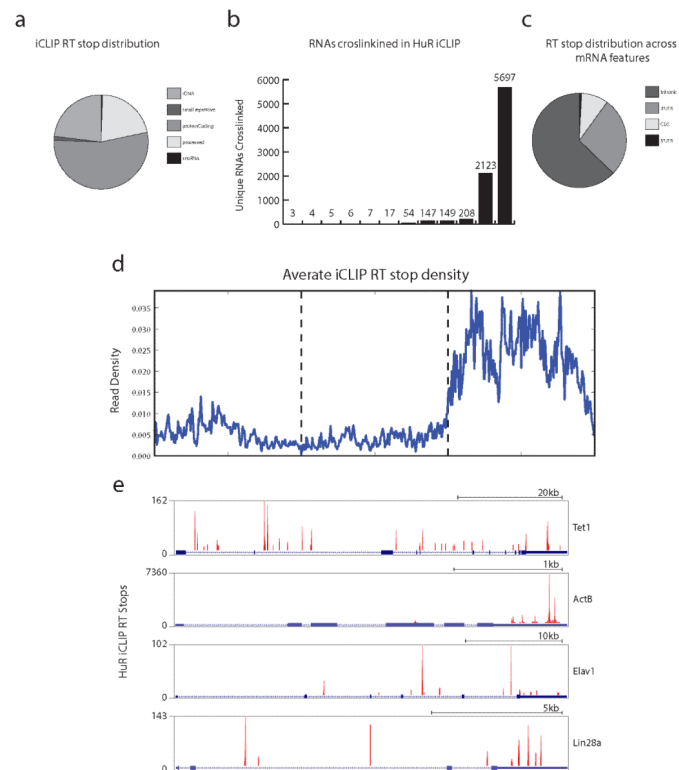 a
iCLIP RT stop distribution
rDNA
small repetitive
proteinCoding
processed
snoRNA
b
RNAs croslinkined in HuR iCLIP
Unique RNAs Crosslinked
6000
5000
4000
3000
2000
1000
0
3 4 5 6 7 17 54 147 149 208 2123 5697
c
RT stop distribution across
mRNA features
Intronic
3'UTR
CDS
5'UTR
d
Averate iCLIP RT stop density
Read Density
0.035
0.030
0.025
0.020
0.015
0.010
0.005
0.000
e
HuR iCLIP RT Stops
162
0
20kb
Tet1
7360
0
1kb
ActB
102
0
10kb
Elav1
143
0
5kb
Lin28a